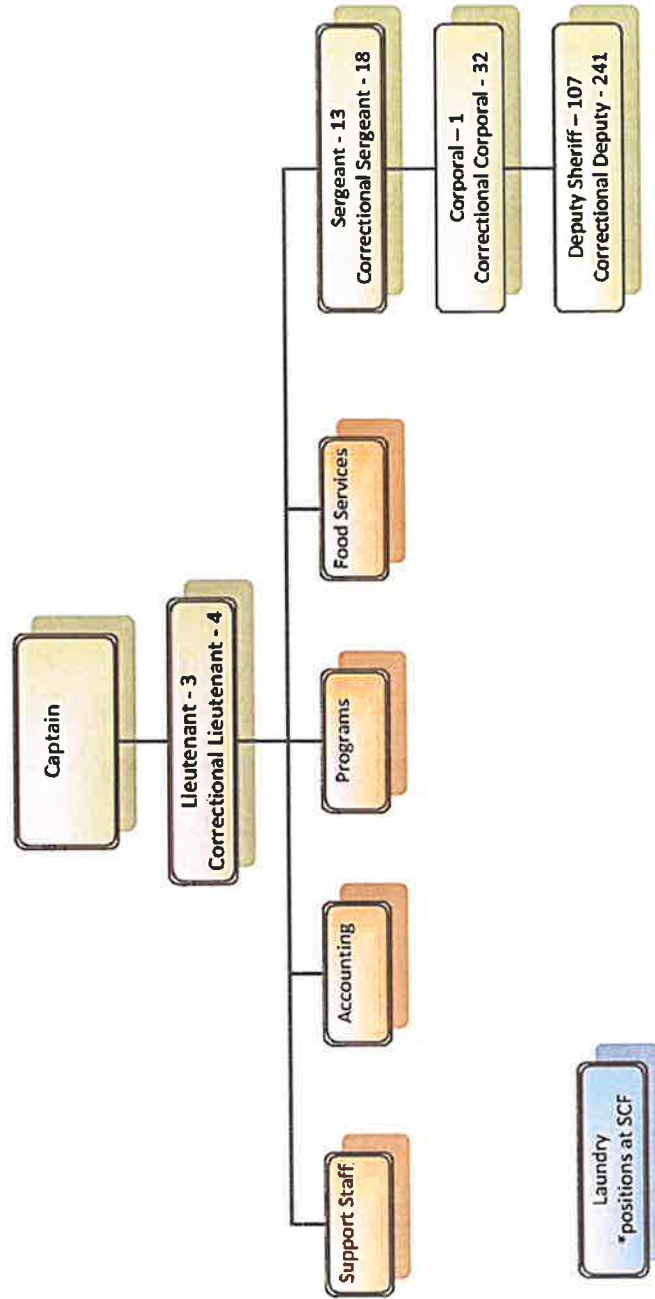 Captain
Lieutenant - 3
Correctional Lieutenant - 4
Support Staff
Accounting
Programs
Food Services
Sergeant - 13
Correctional Sergeant - 18
Corporal – 1
Correctional Corporal - 32
Deputy Sheriff – 107
Correctional Deputy - 241
Laundry
*positions at SCF